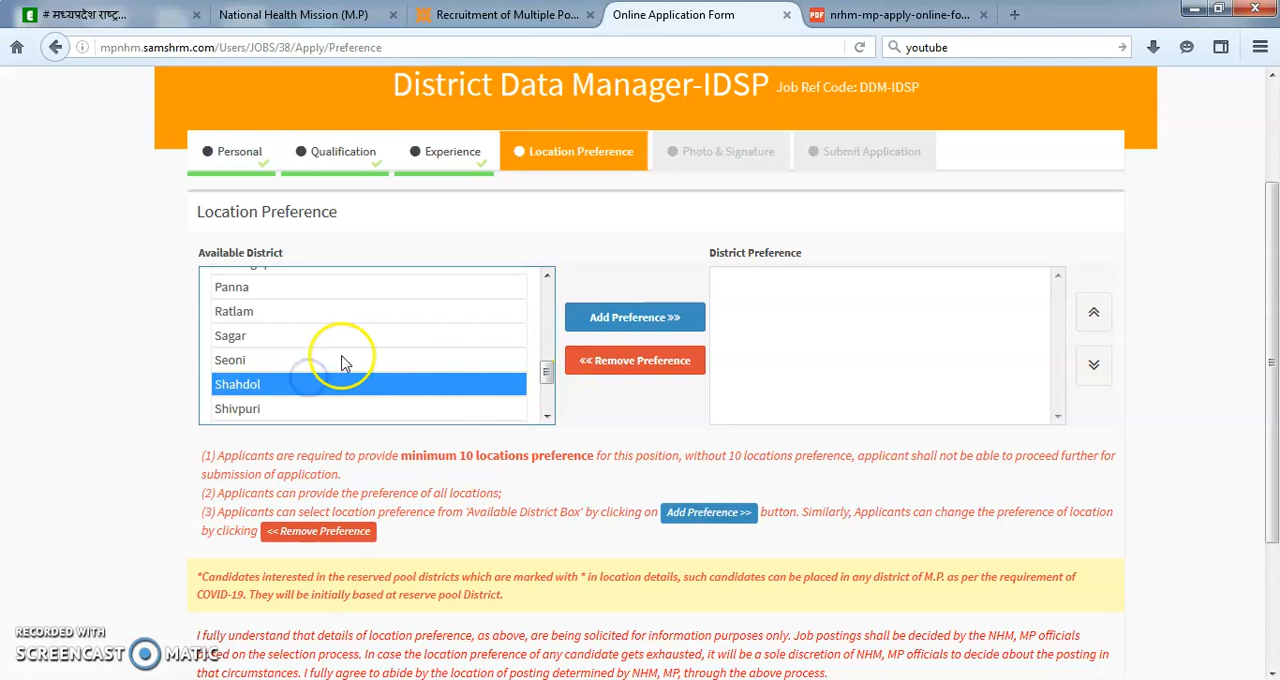 # मध्यप्रदेश राष्ट्र...
National Health Mission (M.P)
Recruitment of Multiple Po...
Online Application Form
PDF nrhm-mp-apply-online-fo...
mpnhm.samshrm.com/Users/JOBS/38/Apply/Preference
youtube
District Data Manager-IDSP Job Ref Code: DDM-IDSP
Personal
Qualification
Experience
Location Preference
Photo & Signature
Submit Application
Location Preference
Available District
District Preference
Panna
Ratlam
Sagar
Seoni
Shahdol
Shivpuri
Add Preference >>
<< Remove Preference
(1) Applicants are required to provide minimum 10 locations preference for this position, without 10 locations preference, applicant shall not be able to proceed further for
submission of application.
(2) Applicants can provide the preference of all locations;
(3) Applicants can select location preference from 'Available District Box' by clicking on Add Preference >> button. Similarly, Applicants can change the preference of location
by clicking << Remove Preference
*Candidates interested in the reserved pool districts which are marked with * in location details, such candidates can be placed in any district of M.P. as per the requirement of
COVID-19. They will be initially based at reserve pool District.
I fully understand that details of location preference, as above, are being solicited for information purposes only. Job postings shall be decided by the NHM, MP officials
based on the selection process. In case the location preference of any candidate gets exhausted, it will be a sole discretion of NHM, MP officials to decide about the posting in
that circumstances. I fully agree to abide by the location of posting determined by NHM, MP, through the above process.
RECORDED WITH
SCREENCAST MATIC